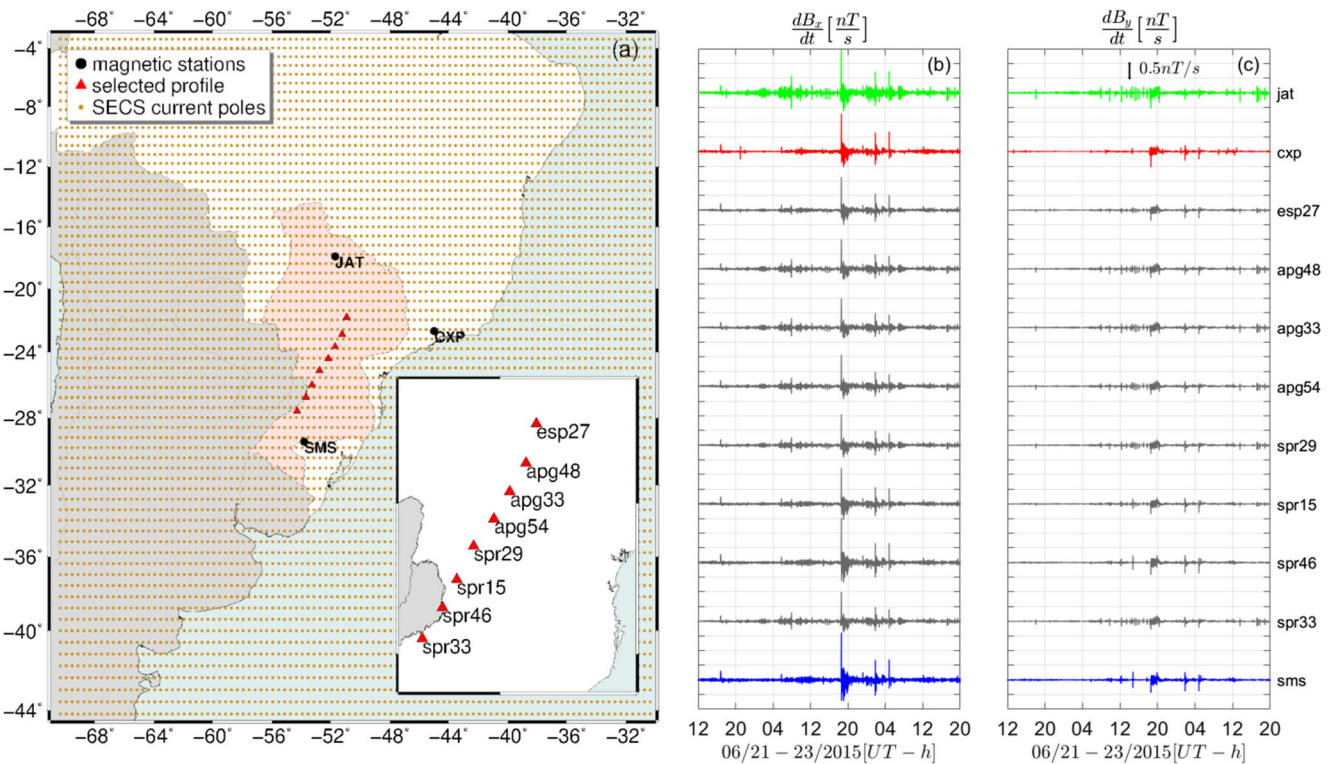 −68° −64° −60° −56° −52° −48° −44° −40° −36° −32°
−4°
−8°
−12°
−16°
−20°
−24°
−28°
−32°
−36°
−40°
−44°
(a)
magnetic stations
selected profile
SECS current poles
JAT
CXP
SMS
esp27
apg48
apg33
apg54
spr29
spr15
spr46
spr33
−68° −64° −60° −56° −52° −48° −44° −40° −36° −32°
dBx/dt [nT/s]
(b)
12 20 04 12 20 04 12 20
06/21 − 23/2015[UT − h]
dBy/dt [nT/s]
(c)
0.5nT/s
jat
cxp
esp27
apg48
apg33
apg54
spr29
spr15
spr46
spr33
sms
12 20 04 12 20 04 12 20
06/21 − 23/2015[UT − h]